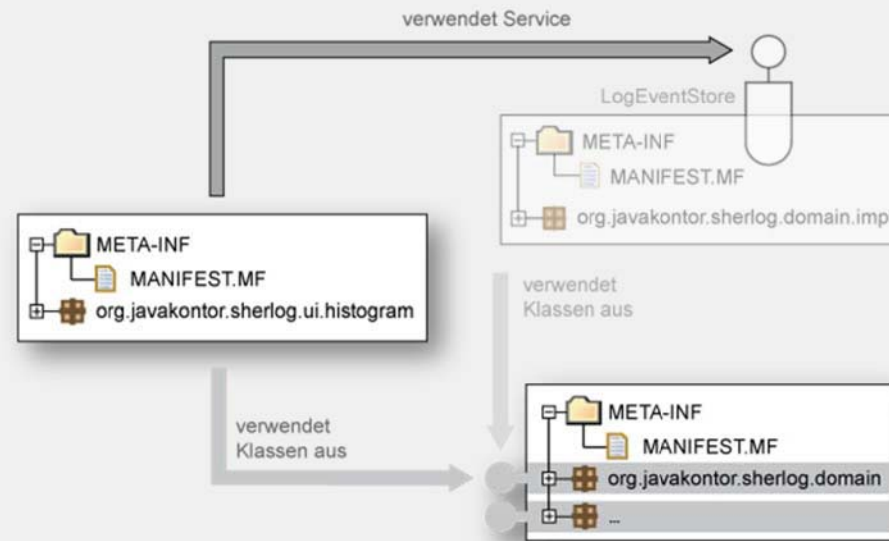 verwendet Service
LogEventStore
META-INF
MANIFEST.MF
org.javakontor.sherlog.domain.imp
META-INF
MANIFEST.MF
org.javakontor.sherlog.ui.histogram
verwendet
Klassen aus
verwendet
Klassen aus
META-INF
MANIFEST.MF
org.javakontor.sherlog.domain
...